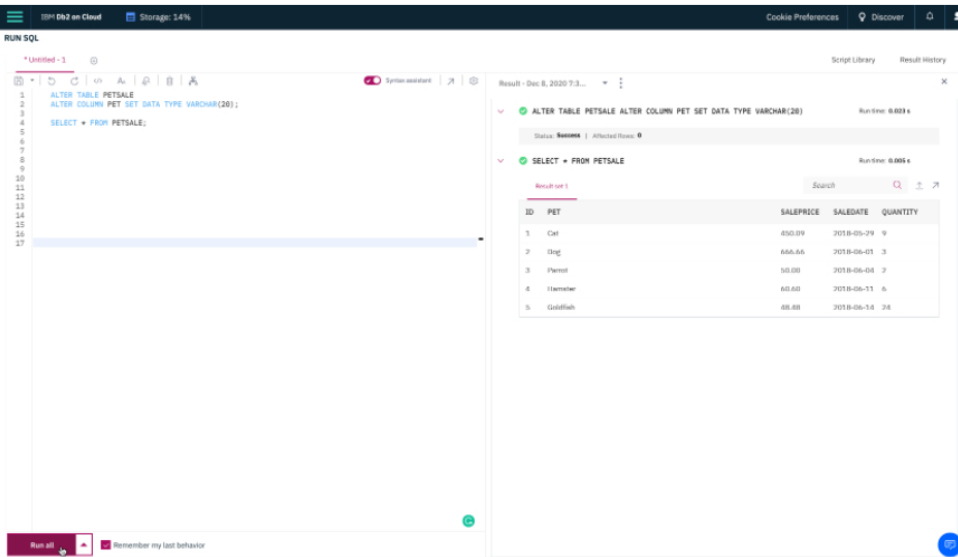 IBM Db2 on Cloud
Storage: 14%
Cookie Preferences
Discover
RUN SQL
* Untitled - 1
Script Library
Result History
Syntax assistant
1 ALTER TABLE PETSALE
2 ALTER COLUMN PET SET DATA TYPE VARCHAR(20);
3
4 SELECT * FROM PETSALE;
5
6
7
8
9
10
11
12
13
14
15
16
17
Result - Dec 8, 2020 7:3...
ALTER TABLE PETSALE ALTER COLUMN PET SET DATA TYPE VARCHAR(20)
Run time: 0.023 s
Status: Success | Affected Rows: 0
SELECT * FROM PETSALE
Run time: 0.005 s
Result set 1
Search
ID PET SALEPRICE SALEDATE QUANTITY
1 Cat 450.09 2018-05-29 9
2 Dog 666.66 2018-06-01 3
3 Parrot 50.00 2018-06-04 2
4 Hamster 60.60 2018-06-11 6
5 Goldfish 48.48 2018-06-14 24
Run all
Remember my last behavior